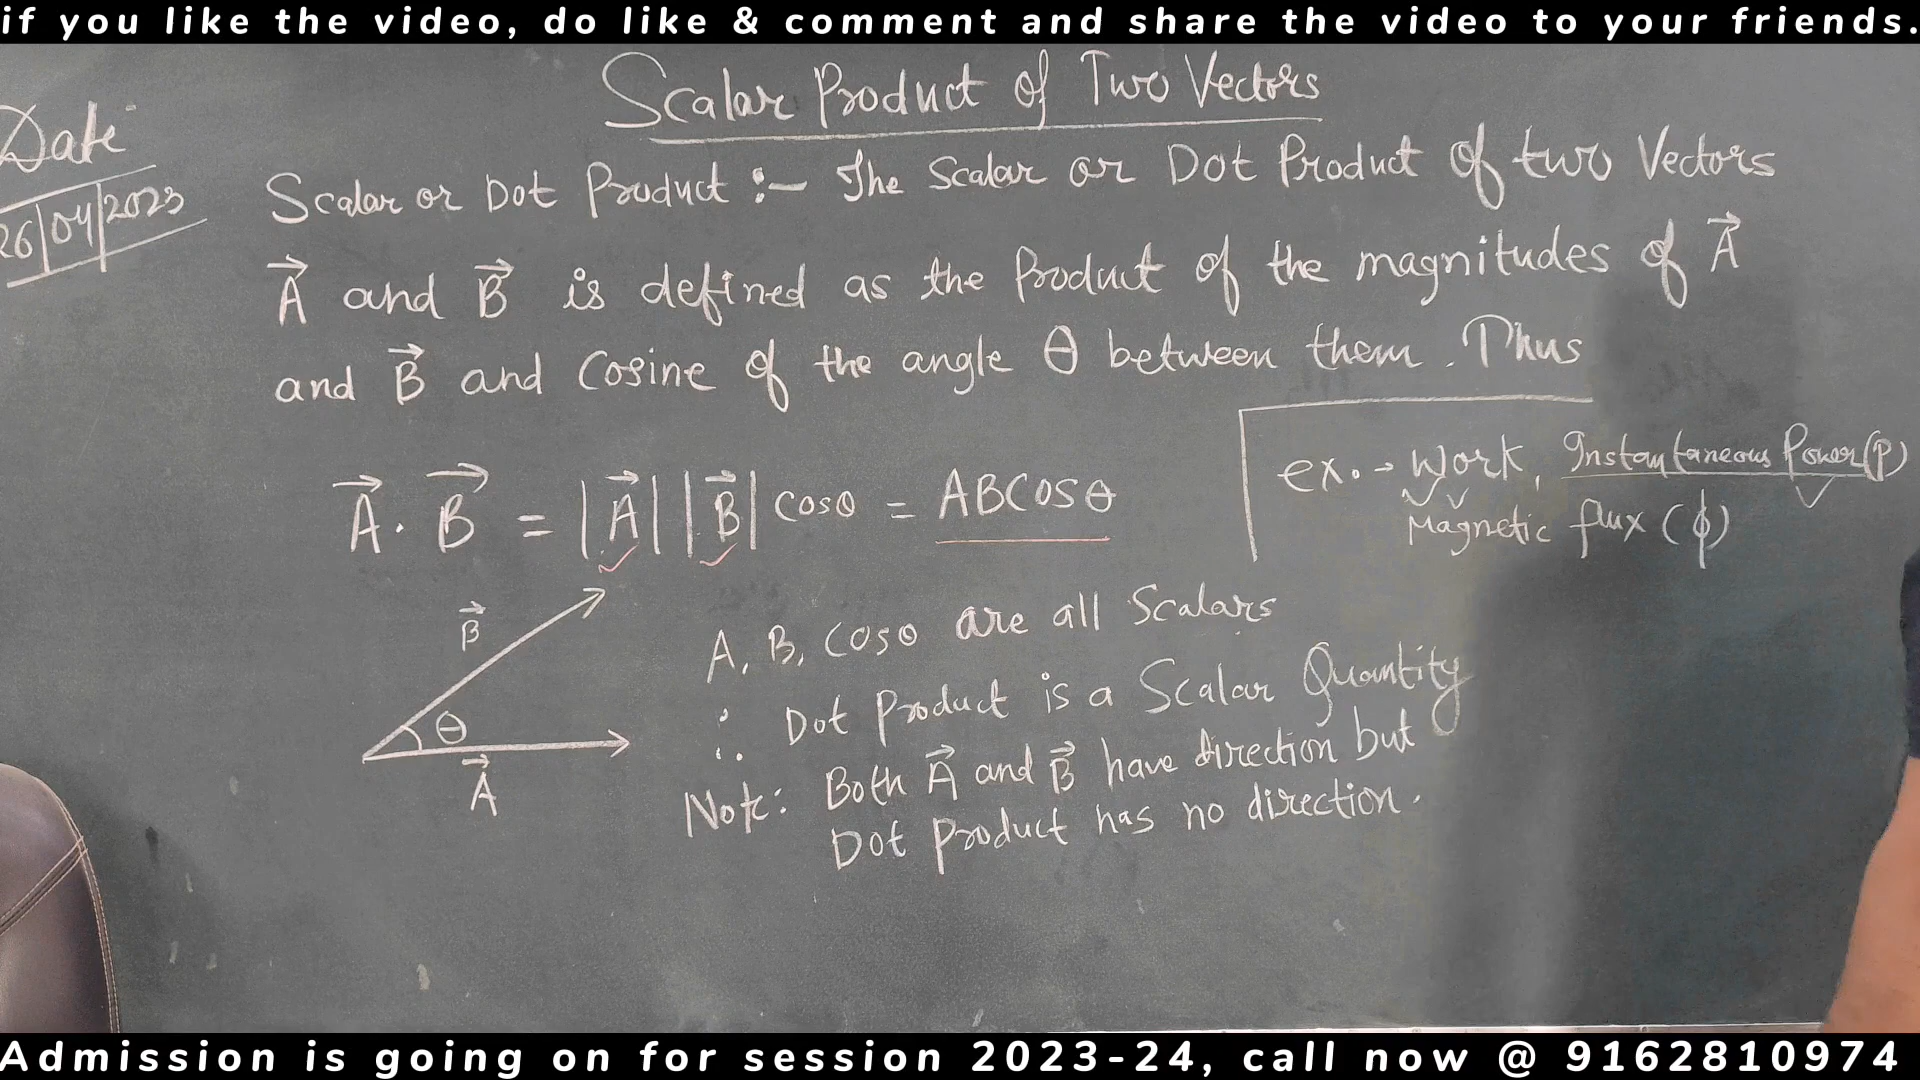 if you like the video, do like & comment and share the video to your friends.
Scalar Product of Two Vectors
Date
26/04/2023
Scalar or Dot Product :- The Scalar or Dot Product of two Vectors
A⃗ and B⃗ is defined as the Product of the magnitudes of A⃗
and B⃗ and Cosine of the angle θ between them. Thus
A⃗ . B⃗ = |A⃗| |B⃗| cosθ = ABCOSθ
ex. - Work, Instantaneous Power(P)
Magnetic flux (ϕ)
B⃗
θ
A⃗
A, B, COSθ are all Scalars
∴ Dot Product is a Scalar Quantity
Note: Both A⃗ and B⃗ have direction but
Dot Product has no direction.
Admission is going on for session 2023-24, call now @ 9162810974